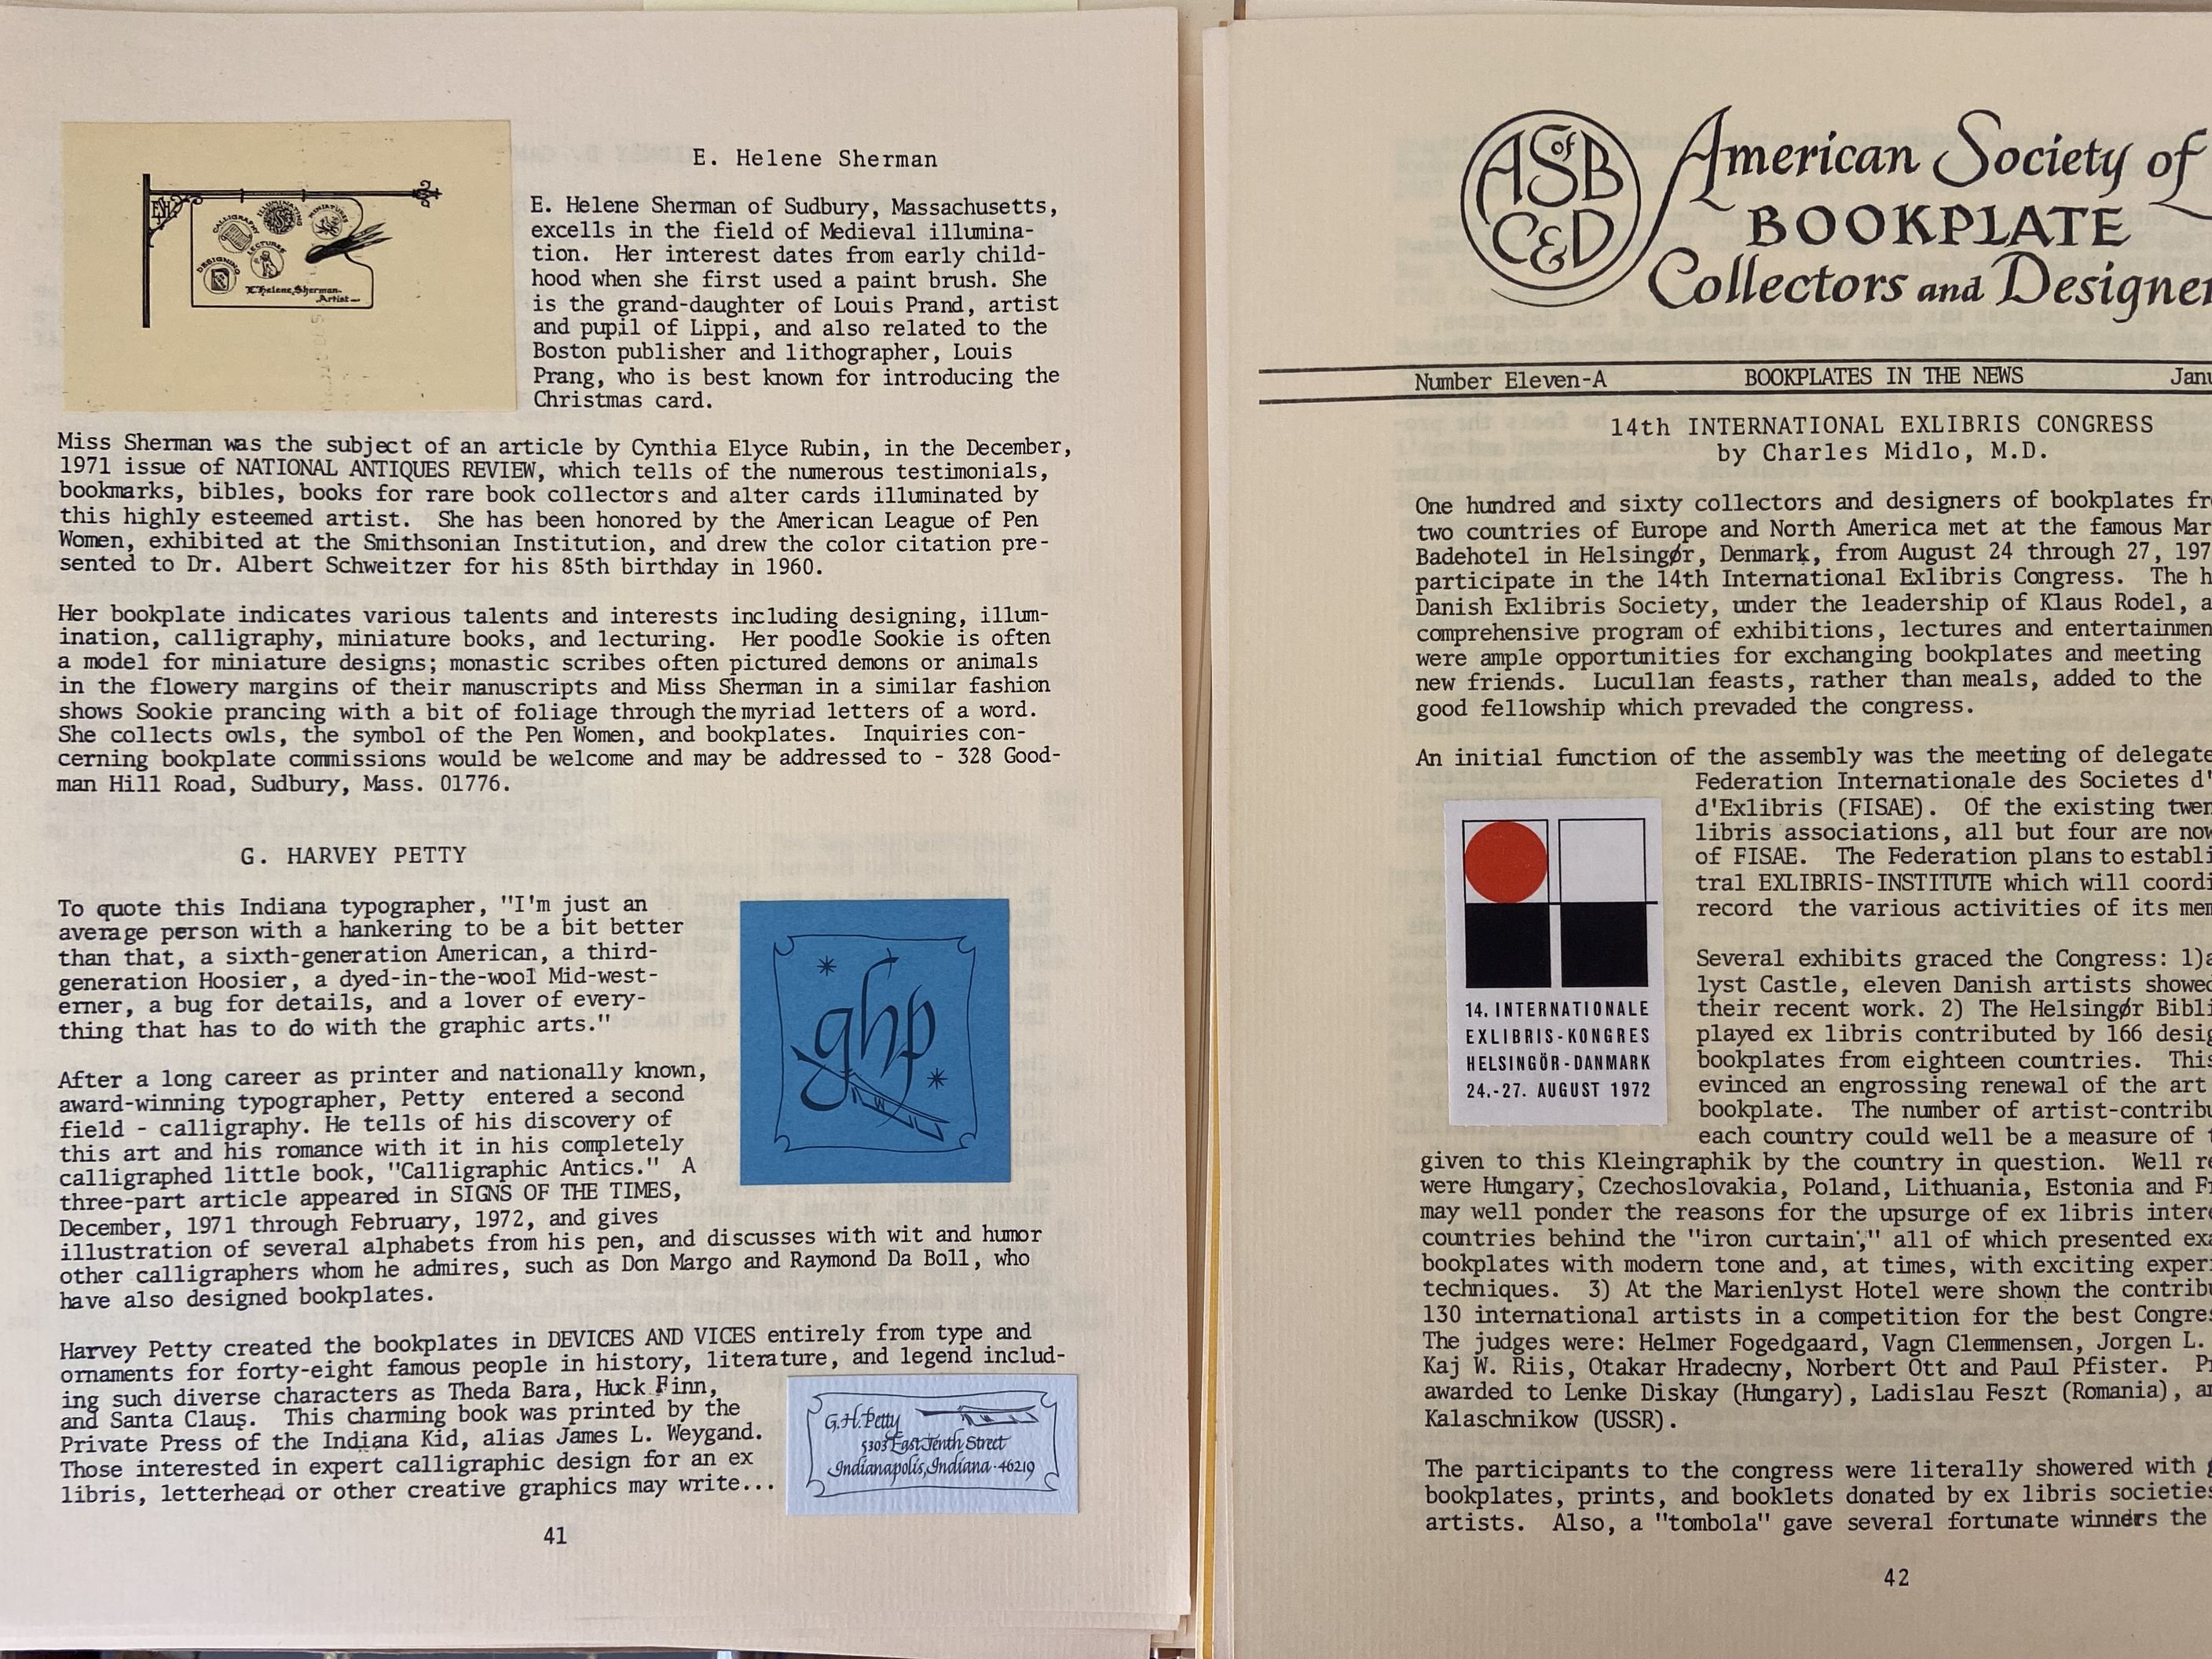 E. Helene Sherman
CALLIGRAPHY
ILLUMINATING
MINIATURES
LECTURES
DESIGNING
E. Helene Sherman-
Artist-
E. Helene Sherman of Sudbury, Massachusetts,
excells in the field of Medieval illumina-
tion. Her interest dates from early child-
hood when she first used a paint brush. She
is the grand-daughter of Louis Prand, artist
and pupil of Lippi, and also related to the
Boston publisher and lithographer, Louis
Prang, who is best known for introducing the
Christmas card.
Miss Sherman was the subject of an article by Cynthia Elyce Rubin, in the December,
1971 issue of NATIONAL ANTIQUES REVIEW, which tells of the numerous testimonials,
bookmarks, bibles, books for rare book collectors and alter cards illuminated by
this highly esteemed artist. She has been honored by the American League of Pen
Women, exhibited at the Smithsonian Institution, and drew the color citation pre-
sented to Dr. Albert Schweitzer for his 85th birthday in 1960.
Her bookplate indicates various talents and interests including designing, illum-
ination, calligraphy, miniature books, and lecturing. Her poodle Sookie is often
a model for miniature designs; monastic scribes often pictured demons or animals
in the flowery margins of their manuscripts and Miss Sherman in a similar fashion
shows Sookie prancing with a bit of foliage through the myriad letters of a word.
She collects owls, the symbol of the Pen Women, and bookplates. Inquiries con-
cerning bookplate commissions would be welcome and may be addressed to - 328 Good-
man Hill Road, Sudbury, Mass. 01776.
G. HARVEY PETTY
To quote this Indiana typographer, "I'm just an
average person with a hankering to be a bit better
than that, a sixth-generation American, a third-
generation Hoosier, a dyed-in-the-wool Mid-west-
erner, a bug for details, and a lover of every-
thing that has to do with the graphic arts."
ghp
After a long career as printer and nationally known,
award-winning typographer, Petty entered a second
field - calligraphy. He tells of his discovery of
this art and his romance with it in his completely
calligraphed little book, "Calligraphic Antics." A
three-part article appeared in SIGNS OF THE TIMES,
December, 1971 through February, 1972, and gives
illustration of several alphabets from his pen, and discusses with wit and humor
other calligraphers whom he admires, such as Don Margo and Raymond Da Boll, who
have also designed bookplates.
Harvey Petty created the bookplates in DEVICES AND VICES entirely from type and
ornaments for forty-eight famous people in history, literature, and legend includ-
ing such diverse characters as Theda Bara, Huck Finn,
and Santa Claus. This charming book was printed by the
Private Press of the Indiana Kid, alias James L. Weygand.
Those interested in expert calligraphic design for an ex
libris, letterhead or other creative graphics may write...
G.H.Petty
5303 East Tenth Street
Indianapolis, Indiana · 46219
41
AS of B
C&D
American Society of
BOOKPLATE
Collectors and Designer
Number Eleven-A BOOKPLATES IN THE NEWS Janu
14th INTERNATIONAL EXLIBRIS CONGRESS
by Charles Midlo, M.D.
One hundred and sixty collectors and designers of bookplates fr
two countries of Europe and North America met at the famous Mar
Badehotel in Helsingør, Denmark, from August 24 through 27, 197
participate in the 14th International Exlibris Congress. The h
Danish Exlibris Society, under the leadership of Klaus Rodel, a
comprehensive program of exhibitions, lectures and entertainmen
were ample opportunities for exchanging bookplates and meeting
new friends. Lucullan feasts, rather than meals, added to the
good fellowship which prevaded the congress.
An initial function of the assembly was the meeting of delegate
Federation Internationale des Societes d'
d'Exlibris (FISAE). Of the existing twen
libris associations, all but four are now
of FISAE. The Federation plans to establi
tral EXLIBRIS-INSTITUTE which will coordi
record the various activities of its mem
14. INTERNATIONALE
EXLIBRIS-KONGRES
HELSINGÖR-DANMARK
24.-27. AUGUST 1972
Several exhibits graced the Congress: 1)a
lyst Castle, eleven Danish artists showed
their recent work. 2) The Helsingør Bibli
played ex libris contributed by 166 desig
bookplates from eighteen countries. This
evinced an engrossing renewal of the art
bookplate. The number of artist-contribu
each country could well be a measure of t
given to this Kleingraphik by the country in question. Well re
were Hungary, Czechoslovakia, Poland, Lithuania, Estonia and Fr
may well ponder the reasons for the upsurge of ex libris intere
countries behind the "iron curtain," all of which presented exa
bookplates with modern tone and, at times, with exciting experi
techniques. 3) At the Marienlyst Hotel were shown the contribu
130 international artists in a competition for the best Congres
The judges were: Helmer Fogedgaard, Vagn Clemmensen, Jorgen L.
Kaj W. Riis, Otakar Hradecny, Norbert Ott and Paul Pfister. Pr
awarded to Lenke Diskay (Hungary), Ladislau Feszt (Romania), an
Kalaschnikow (USSR).
The participants to the congress were literally showered with g
bookplates, prints, and booklets donated by ex libris societies
artists. Also, a "tombola" gave several fortunate winners the
42